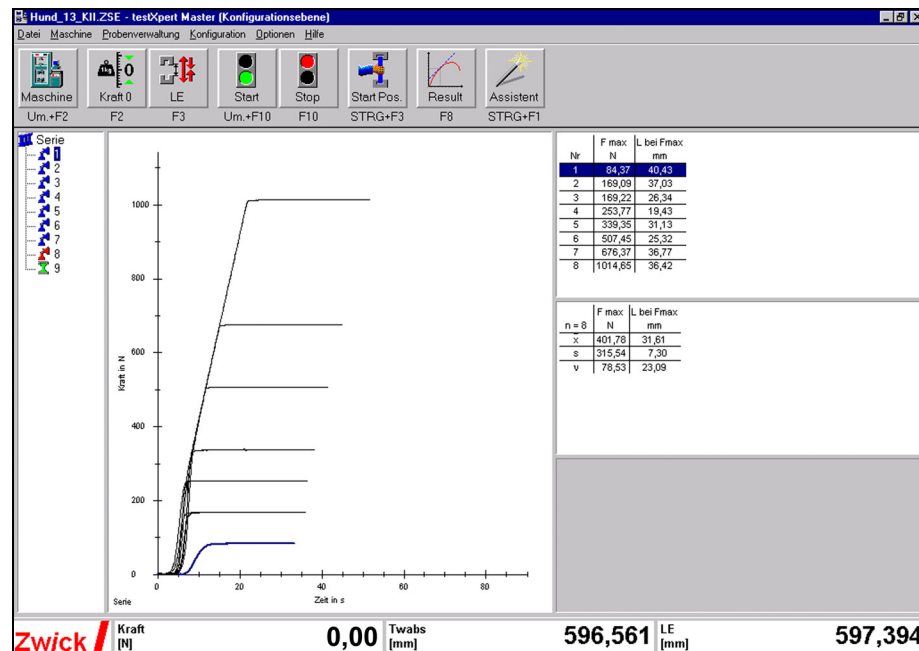 Hund_13_KII.ZSE - testXpert Master (Konfigurationsebene)
Datei Maschine Probenverwaltung Konfiguration Optionen Hilfe
Maschine Kraft 0 LE Start Stop Start Pos. Result Assistent
Um.+F2 F2 F3 Um.+F10 F10 STRG+F3 F8 STRG+F1
Serie
1
2
3
4
5
6
7
8
9
Kraft in N
1000
800
600
400
200
0
0 20 40 60 80
Serie
Zeit in s
F max L bei Fmax
Nr N mm
1 84,37 40,43
2 169,09 37,03
3 169,22 26,34
4 253,77 19,43
5 339,35 31,13
6 507,45 25,32
7 676,37 36,77
8 1014,65 36,42
F max L bei Fmax
n = 8 N mm
x 401,78 31,61
s 315,54 7,30
ν 78,53 23,09
Zwick
Kraft [N] 0,00
Twabs [mm] 596,561
LE [mm] 597,394